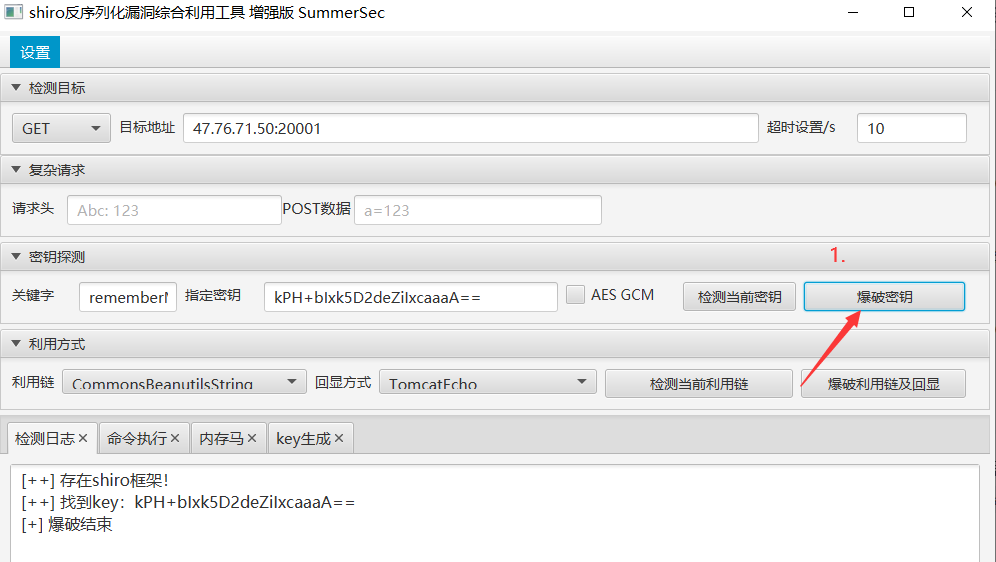 shiro反序列化漏洞综合利用工具 增强版 SummerSec
设置
检测目标
GET 目标地址 47.76.71.50:20001 超时设置/s 10
复杂请求
请求头 Abc: 123 POST数据 a=123
密钥探测
1.
关键字 rememberM 指定密钥 kPH+bIxk5D2deZiIxcaaaA== AES GCM 检测当前密钥 爆破密钥
利用方式
利用链 CommonsBeanutilsString 回显方式 TomcatEcho 检测当前利用链 爆破利用链及回显
检测日志 命令执行 内存马 key生成
[++] 存在shiro框架!
[++] 找到key: kPH+bIxk5D2deZiIxcaaaA==
[+] 爆破结束